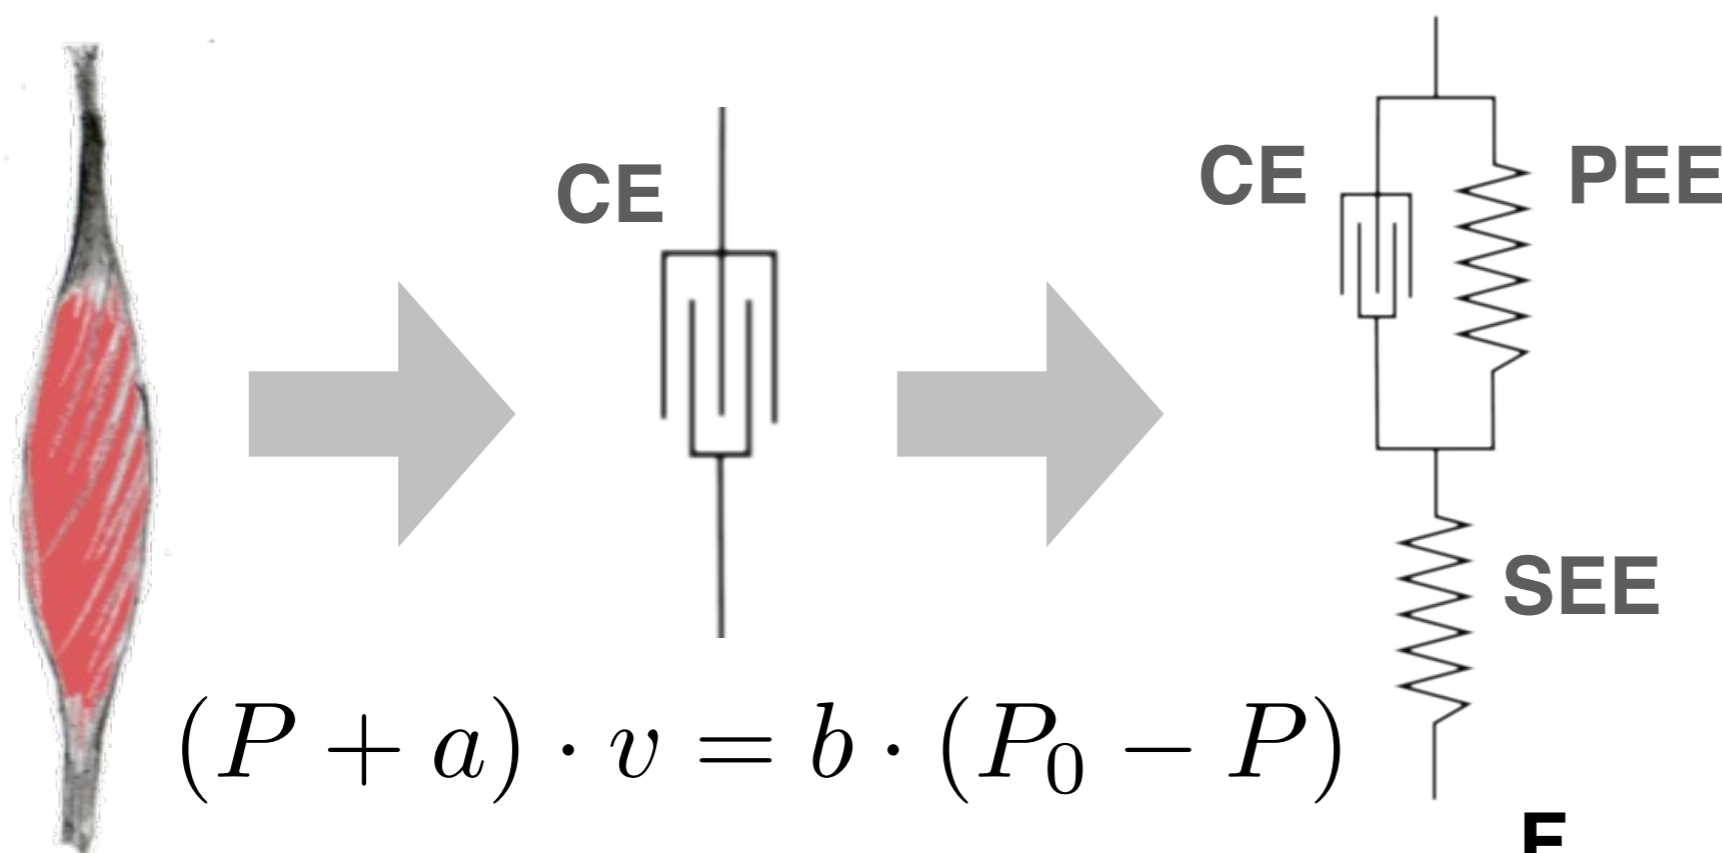 CE
CE
PEE
SEE
(P + a) · v = b · (P₀ − P)